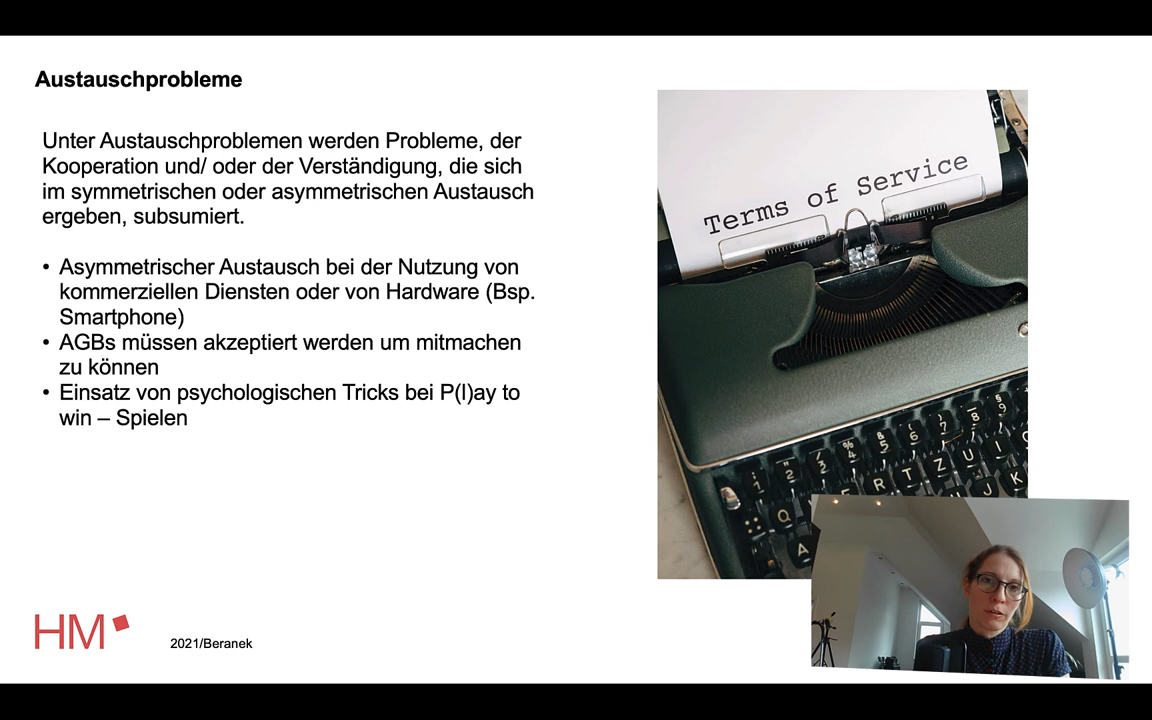 Austauschprobleme
Unter Austauschproblemen werden Probleme, der
Kooperation und/ oder der Verständigung, die sich
im symmetrischen oder asymmetrischen Austausch
ergeben, subsumiert.
• Asymmetrischer Austausch bei der Nutzung von
kommerziellen Diensten oder von Hardware (Bsp.
Smartphone)
• AGBs müssen akzeptiert werden um mitmachen
zu können
• Einsatz von psychologischen Tricks bei P(l)ay to
win – Spielen
Terms of Service
R T Z U I
Q
J K
A
HM
2021/Beranek